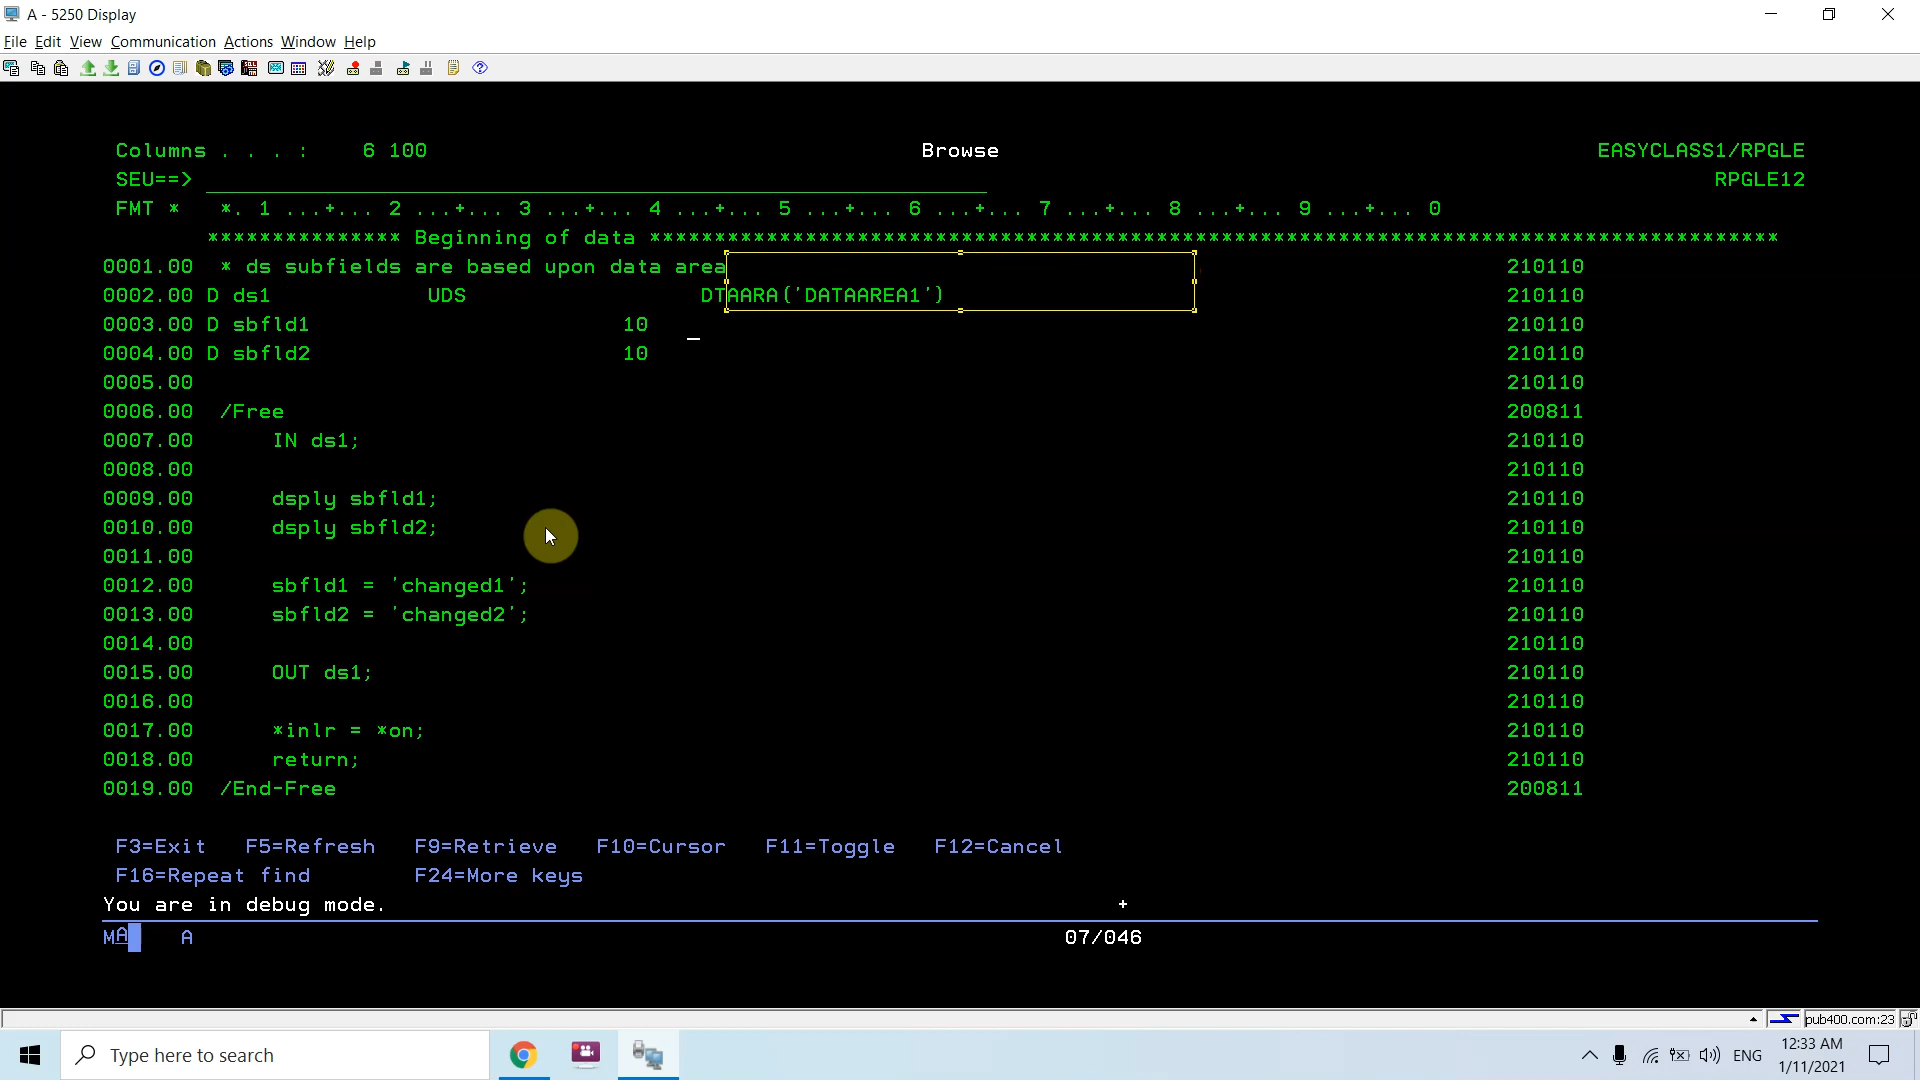 A - 5250 Display
File Edit View Communication Actions Window Help
Columns . . . : 6 100 Browse EASYCLASS1/RPGLE
SEU==> RPGLE12
FMT * *. 1 ...+... 2 ...+... 3 ...+... 4 ...+... 5 ...+... 6 ...+... 7 ...+... 8 ...+... 9 ...+... 0
*************** Beginning of data ***************************************************************************************
0001.00 * ds subfields are based upon data area 210110
0002.00 D ds1 UDS DTAARA('DATAAREA1') 210110
0003.00 D sbfld1 10 210110
0004.00 D sbfld2 10 210110
0005.00 210110
0006.00 /Free 200811
0007.00 IN ds1; 210110
0008.00 210110
0009.00 dsply sbfld1; 210110
0010.00 dsply sbfld2; 210110
0011.00 210110
0012.00 sbfld1 = 'changed1'; 210110
0013.00 sbfld2 = 'changed2'; 210110
0014.00 210110
0015.00 OUT ds1; 210110
0016.00 210110
0017.00 *inlr = *on; 210110
0018.00 return; 210110
0019.00 /End-Free 200811
F3=Exit F5=Refresh F9=Retrieve F10=Cursor F11=Toggle F12=Cancel
F16=Repeat find F24=More keys
You are in debug mode. +
MA A 07/046
pub400.com:23
Type here to search ENG 12:33 AM
1/11/2021